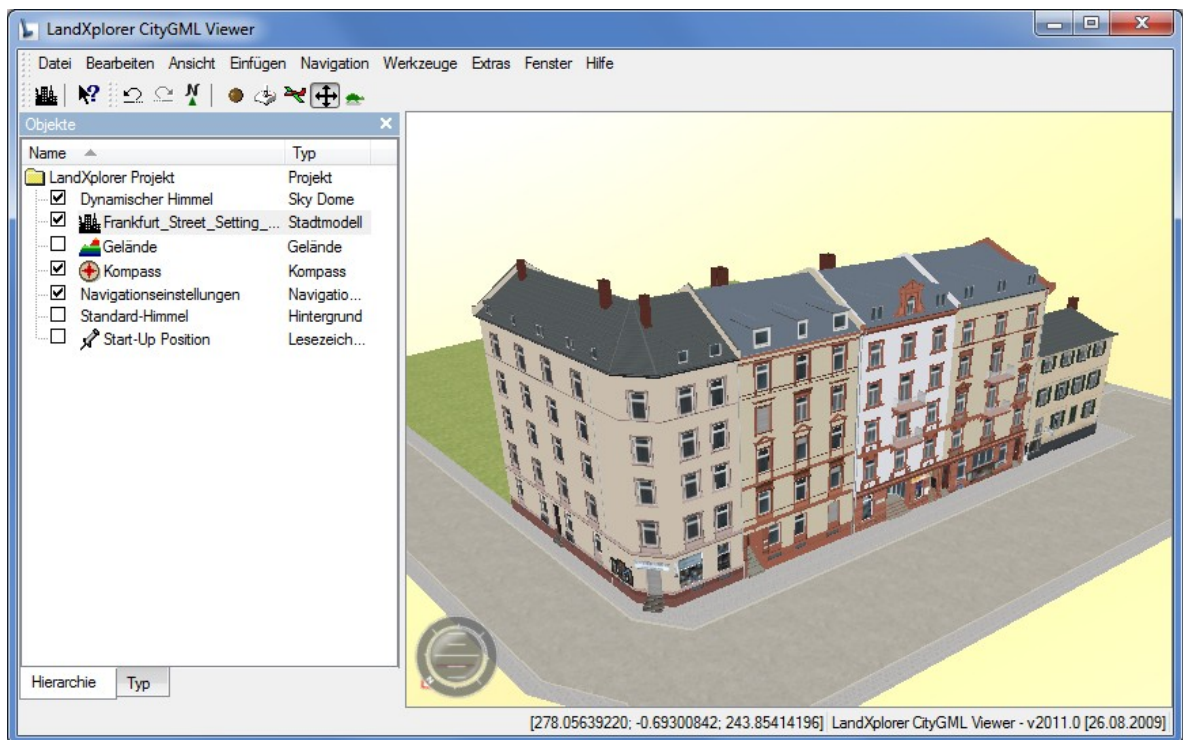 LandXplorer CityGML Viewer
Datei Bearbeiten Ansicht Einfügen Navigation Werkzeuge Extras Fenster Hilfe
Objekte
Name Typ
LandXplorer Projekt Projekt
Dynamischer Himmel Sky Dome
Frankfurt_Street_Setting_... Stadtmodell
Gelände Gelände
Kompass Kompass
Navigationseinstellungen Navigatio...
Standard-Himmel Hintergrund
Start-Up Position Lesezeich...
Hierarchie Typ
[278.05639220; -0.69300842; 243.85414196] LandXplorer CityGML Viewer - v2011.0 [26.08.2009]